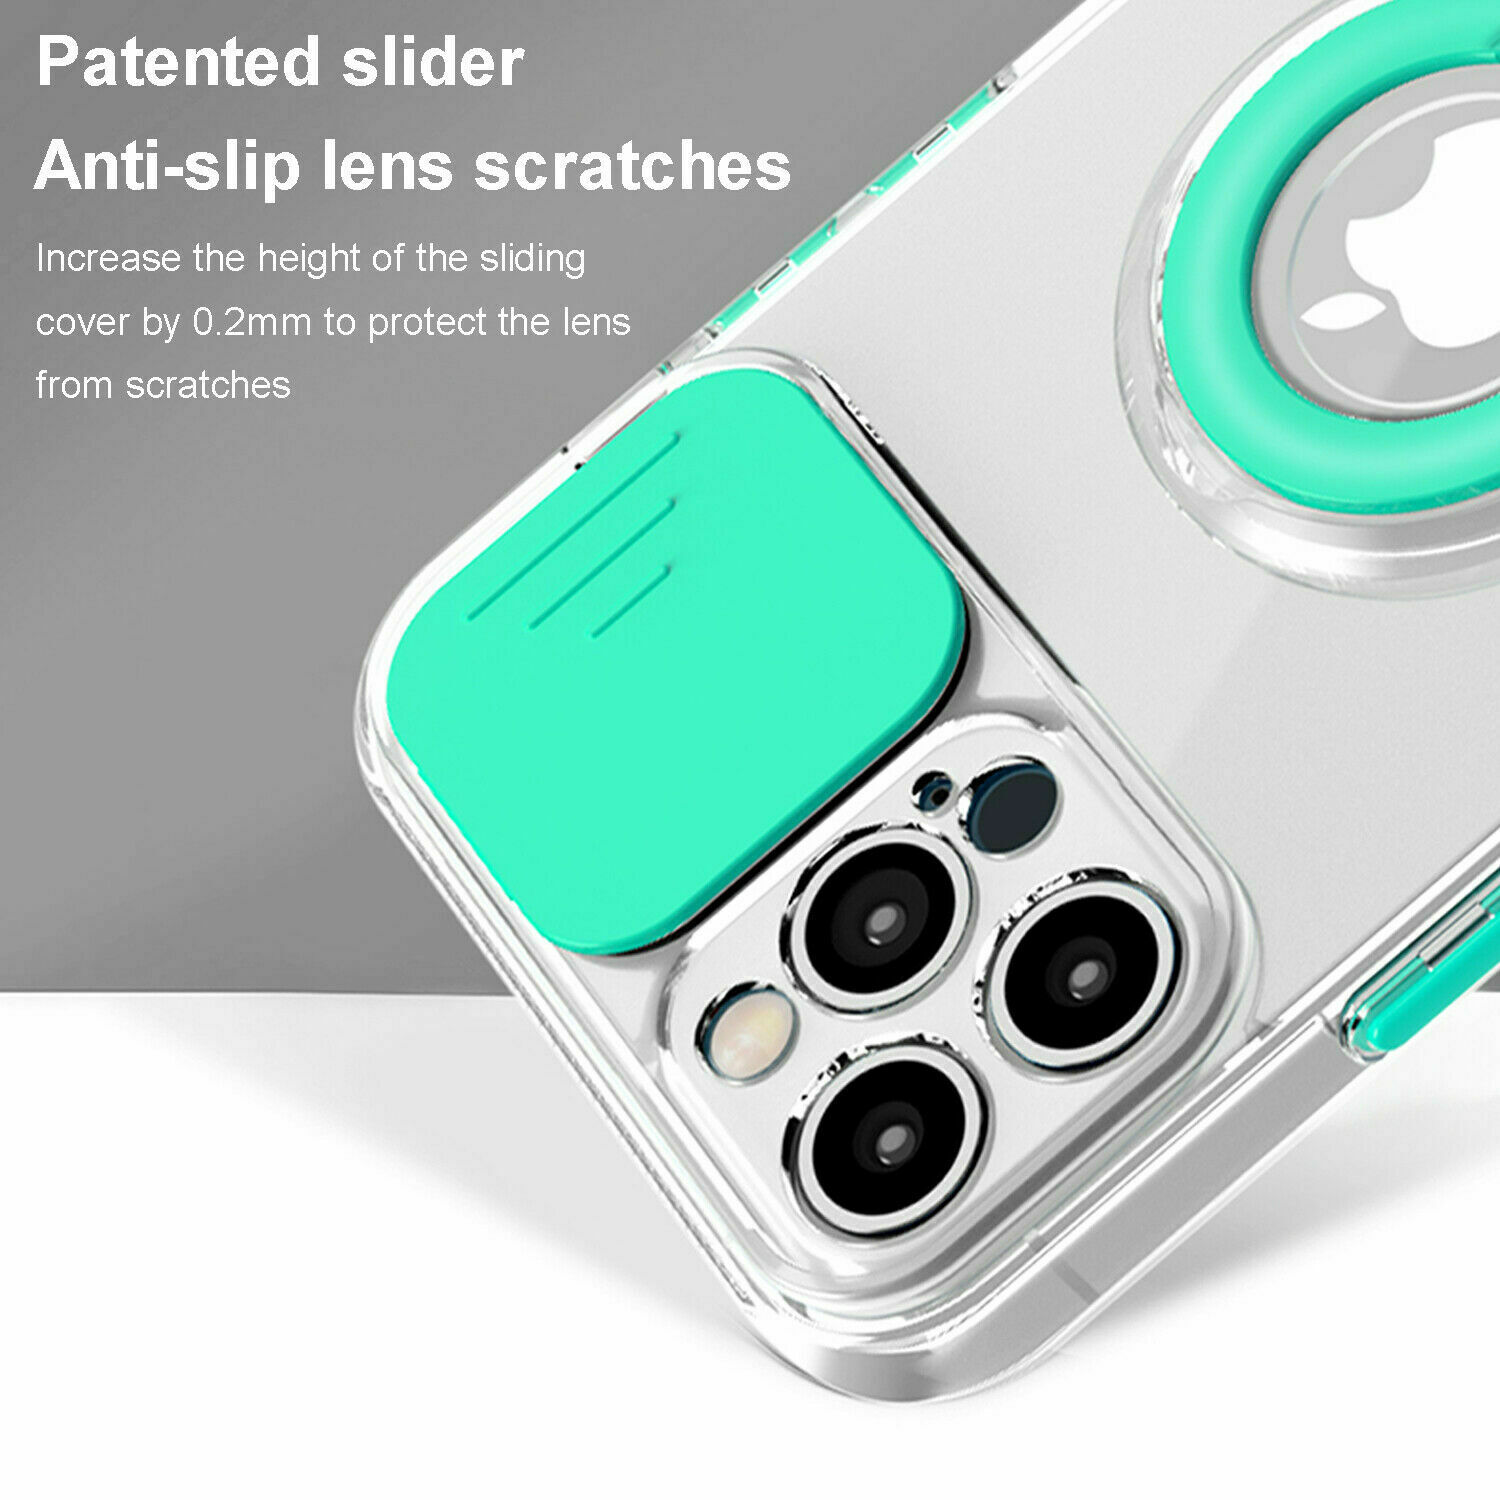 Patented slider
Anti-slip lens scratches
Increase the height of the sliding
cover by 0.2mm to protect the lens
from scratches